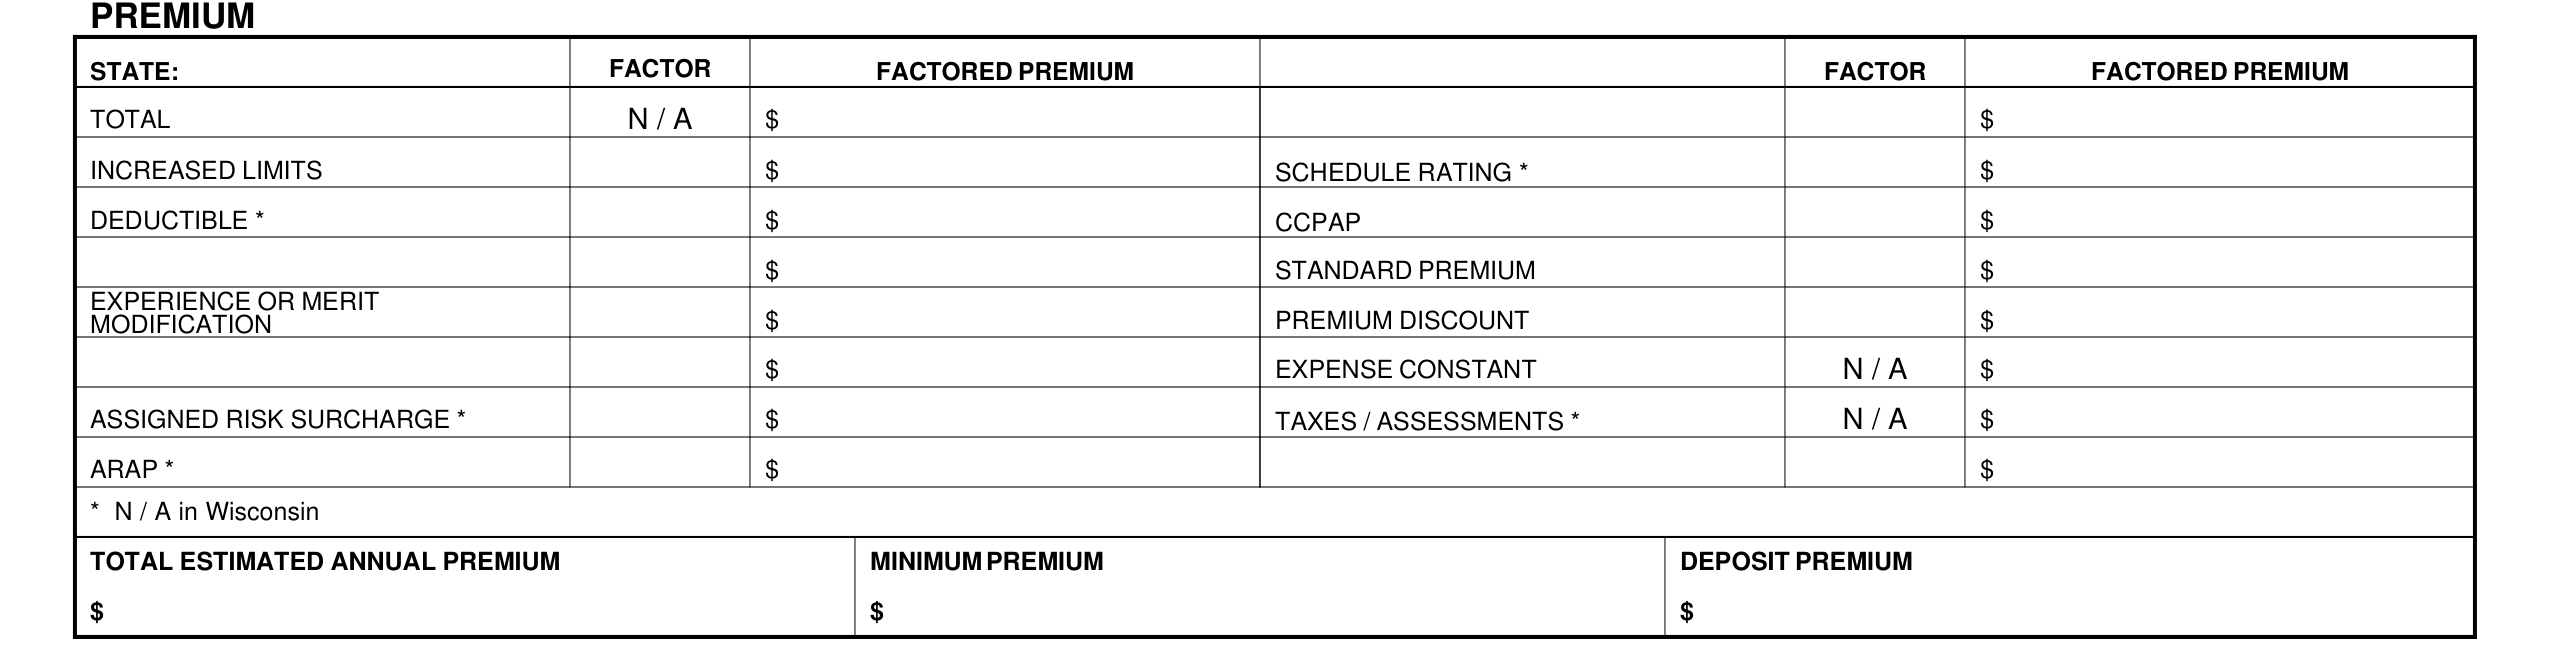 PREMIUM
STATE: FACTOR FACTORED PREMIUM FACTOR FACTORED PREMIUM
TOTAL N / A $ $
INCREASED LIMITS $ SCHEDULE RATING * $
DEDUCTIBLE * $ CCPAP $
$ STANDARD PREMIUM $
EXPERIENCE OR MERIT
MODIFICATION $ PREMIUM DISCOUNT $
$ EXPENSE CONSTANT N / A $
ASSIGNED RISK SURCHARGE * $ TAXES / ASSESSMENTS * N / A $
ARAP * $ $
* N / A in Wisconsin
TOTAL ESTIMATED ANNUAL PREMIUM MINIMUM PREMIUM DEPOSIT PREMIUM
$ $ $